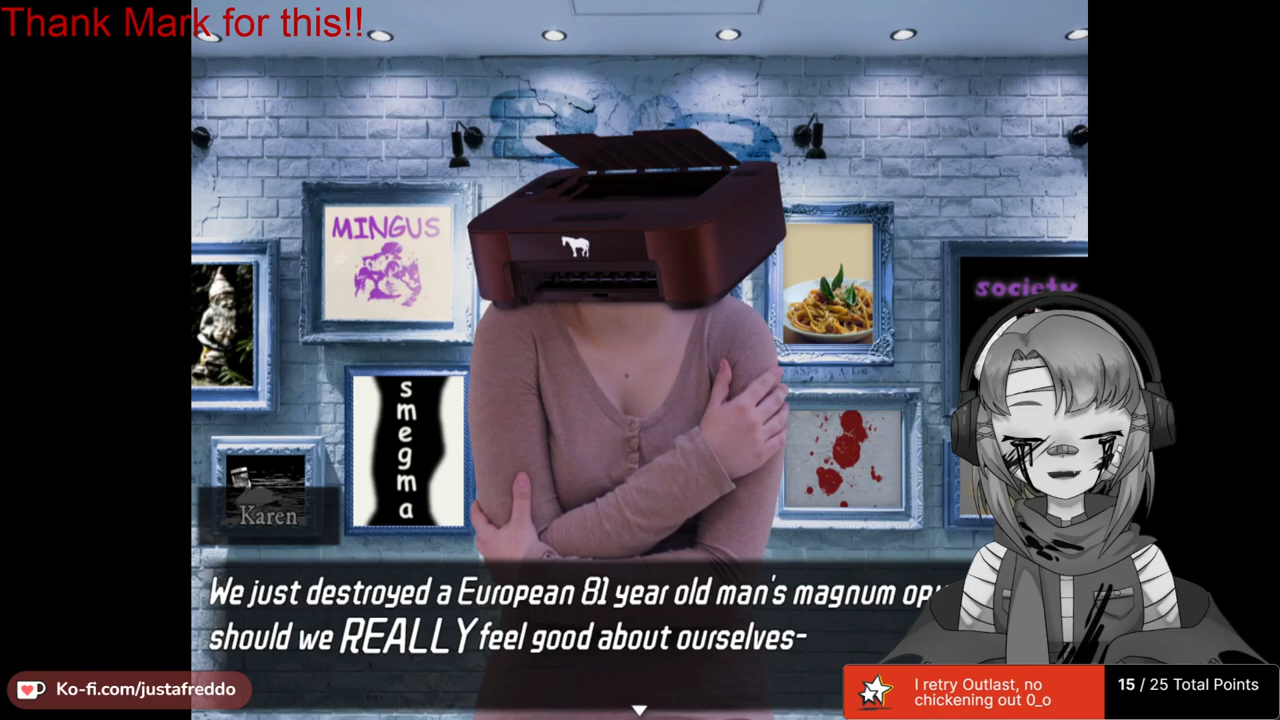 Thank Mark for this!!
MINGUS
society
smegma
Karen
We just destroyed a European 81 year old man's magnum op
should we REALLY feel good about ourselves-
Ko-fi.com/justafreddo
I retry Outlast, no
chickening out 0_o
15 / 25 Total Points